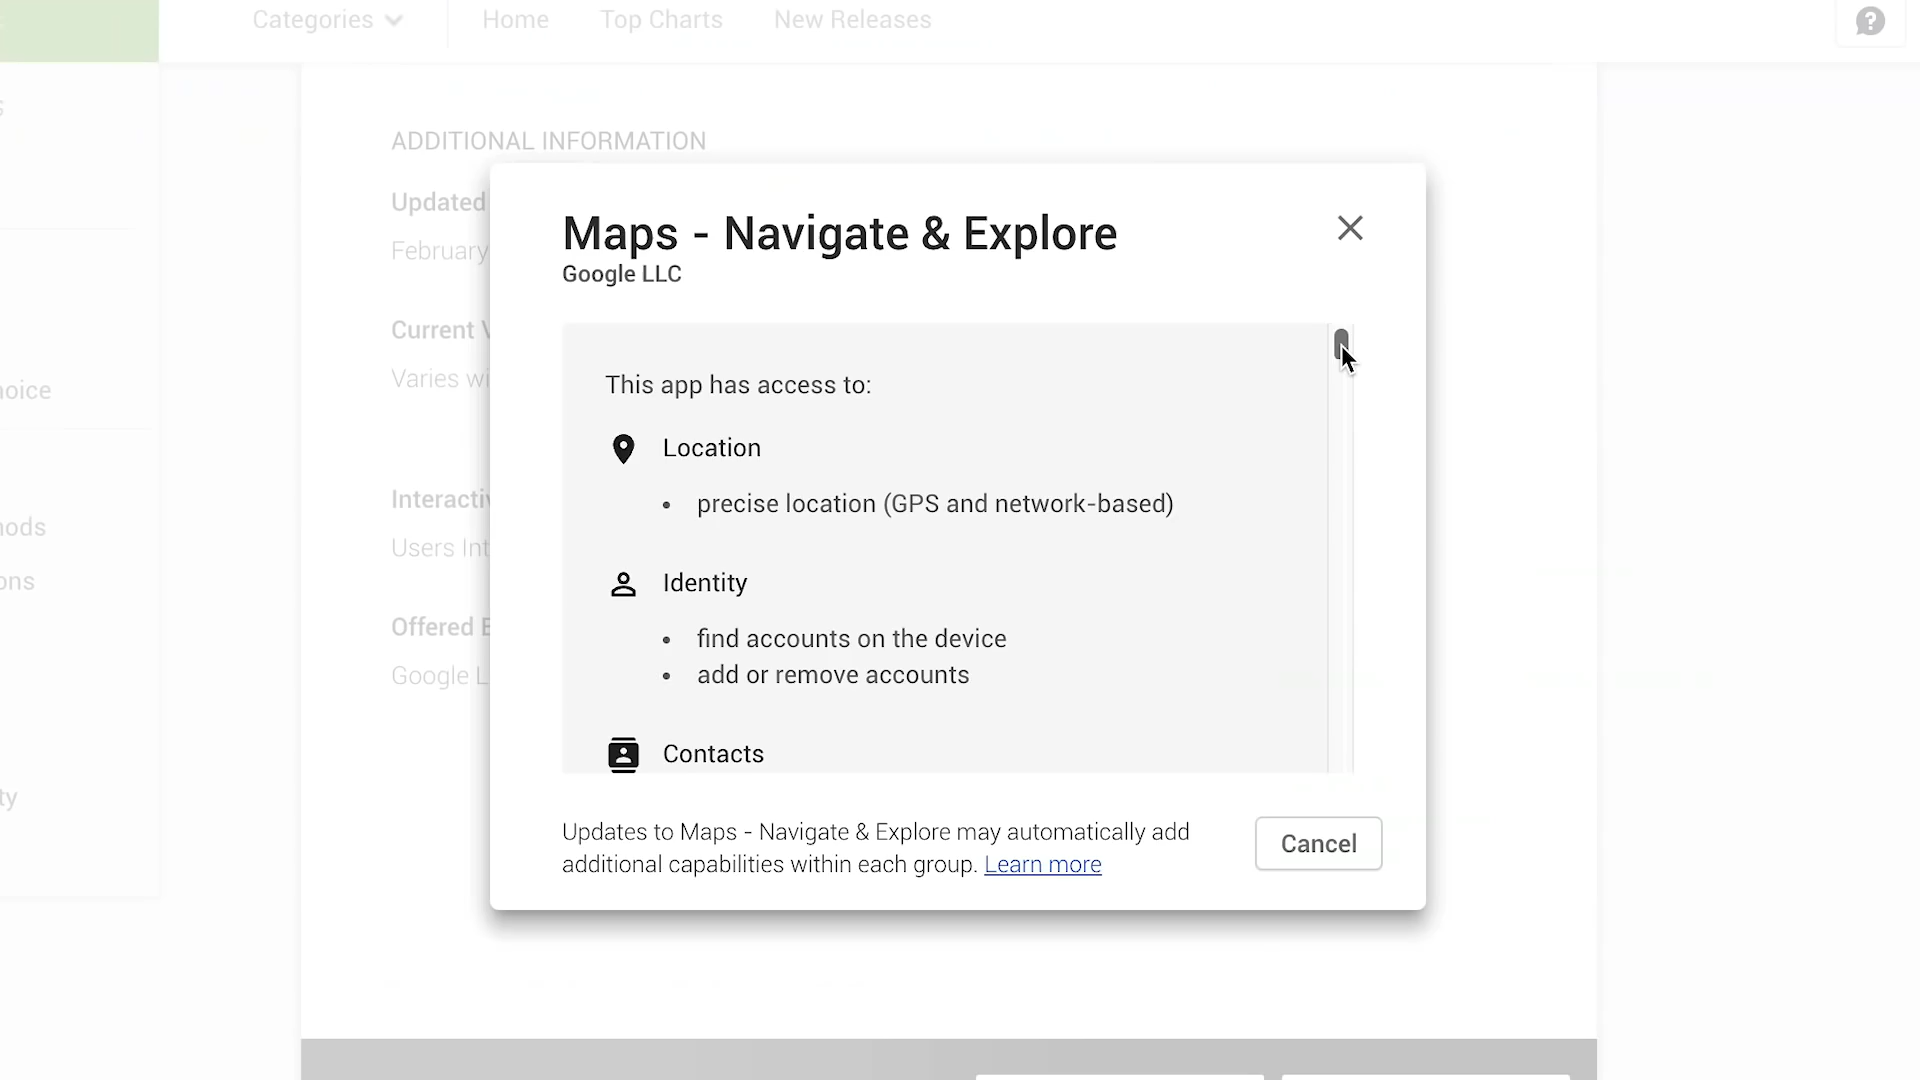 Categories
Home
Top Charts
New Releases
ADDITIONAL INFORMATION
Updated
February
Current V
Varies wi
Interactiv
Users Int
Offered
Google L
Maps - Navigate & Explore
Google LLC
This app has access to:
Location
• precise location (GPS and network-based)
Identity
• find accounts on the device
• add or remove accounts
Contacts
Updates to Maps - Navigate & Explore may automatically add
additional capabilities within each group. Learn more
Cancel